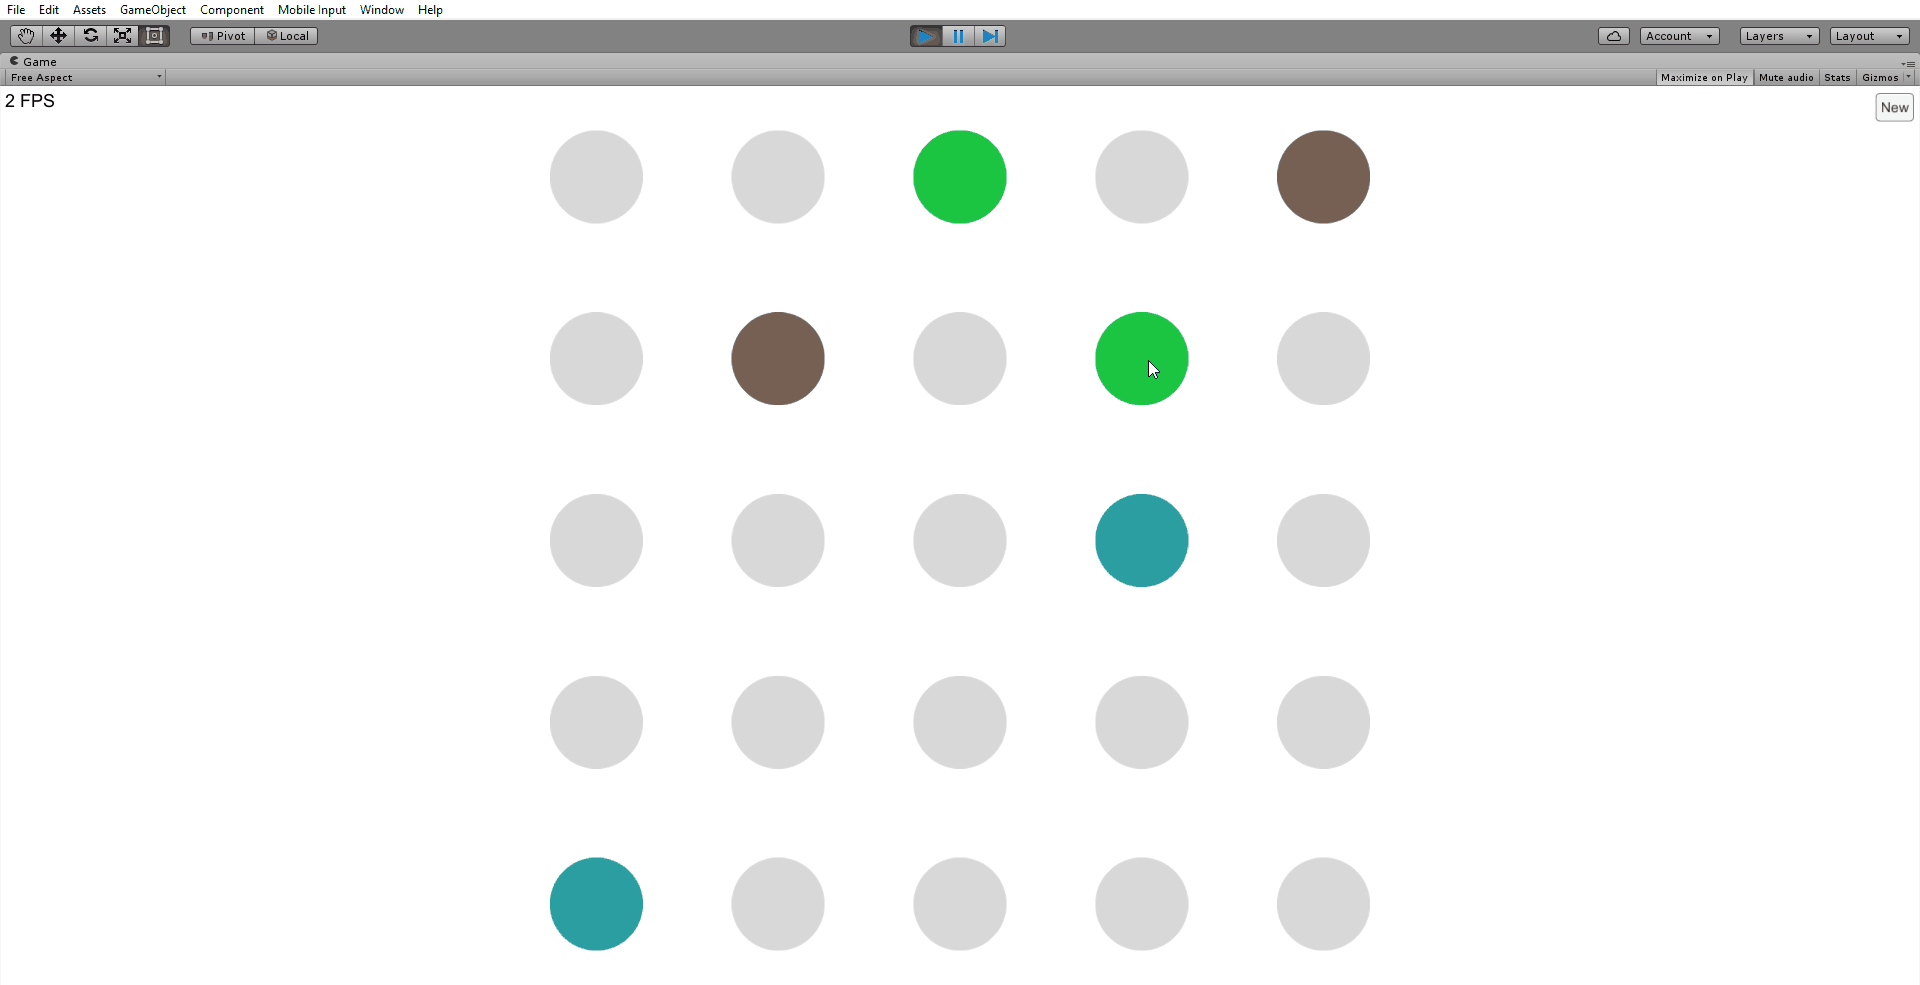 File Edit Assets GameObject Component Mobile Input Window Help
Pivot Local Account Layers Layout
Game
Free Aspect Maximize on Play Mute audio Stats Gizmos
2 FPS New